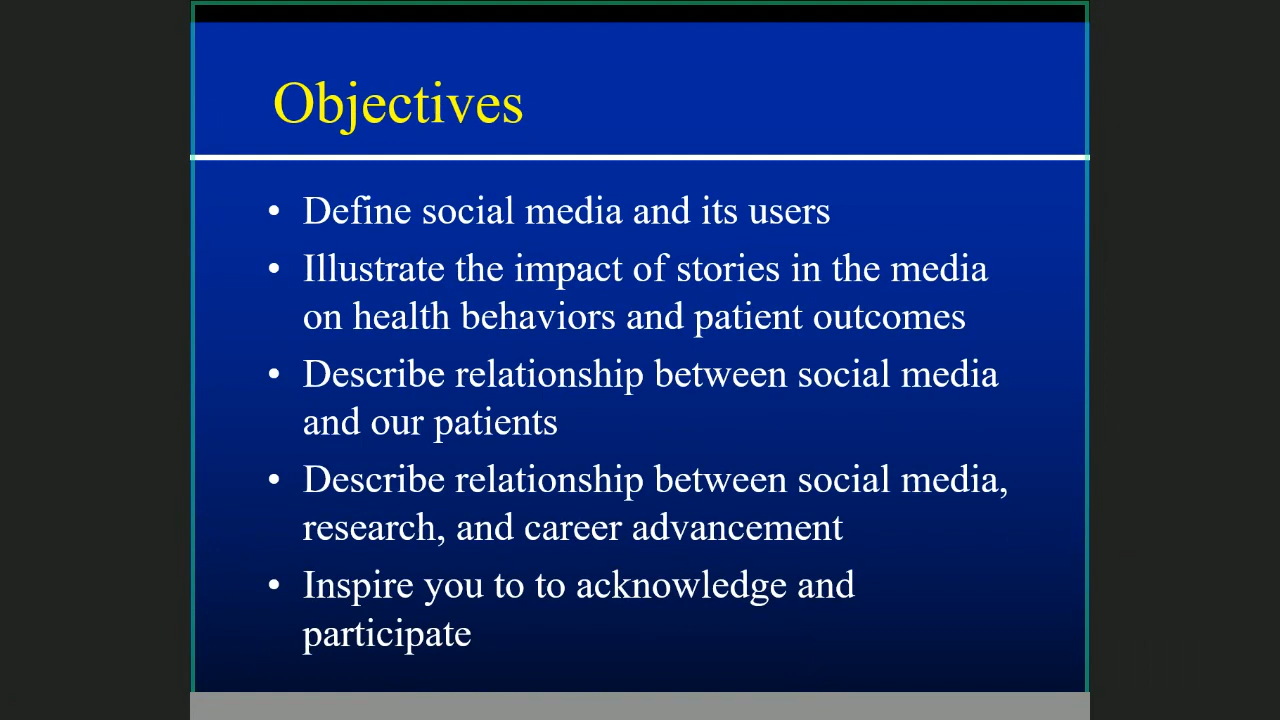 Objectives
• Define social media and its users
• Illustrate the impact of stories in the media
on health behaviors and patient outcomes
• Describe relationship between social media
and our patients
• Describe relationship between social media,
research, and career advancement
• Inspire you to to acknowledge and
participate